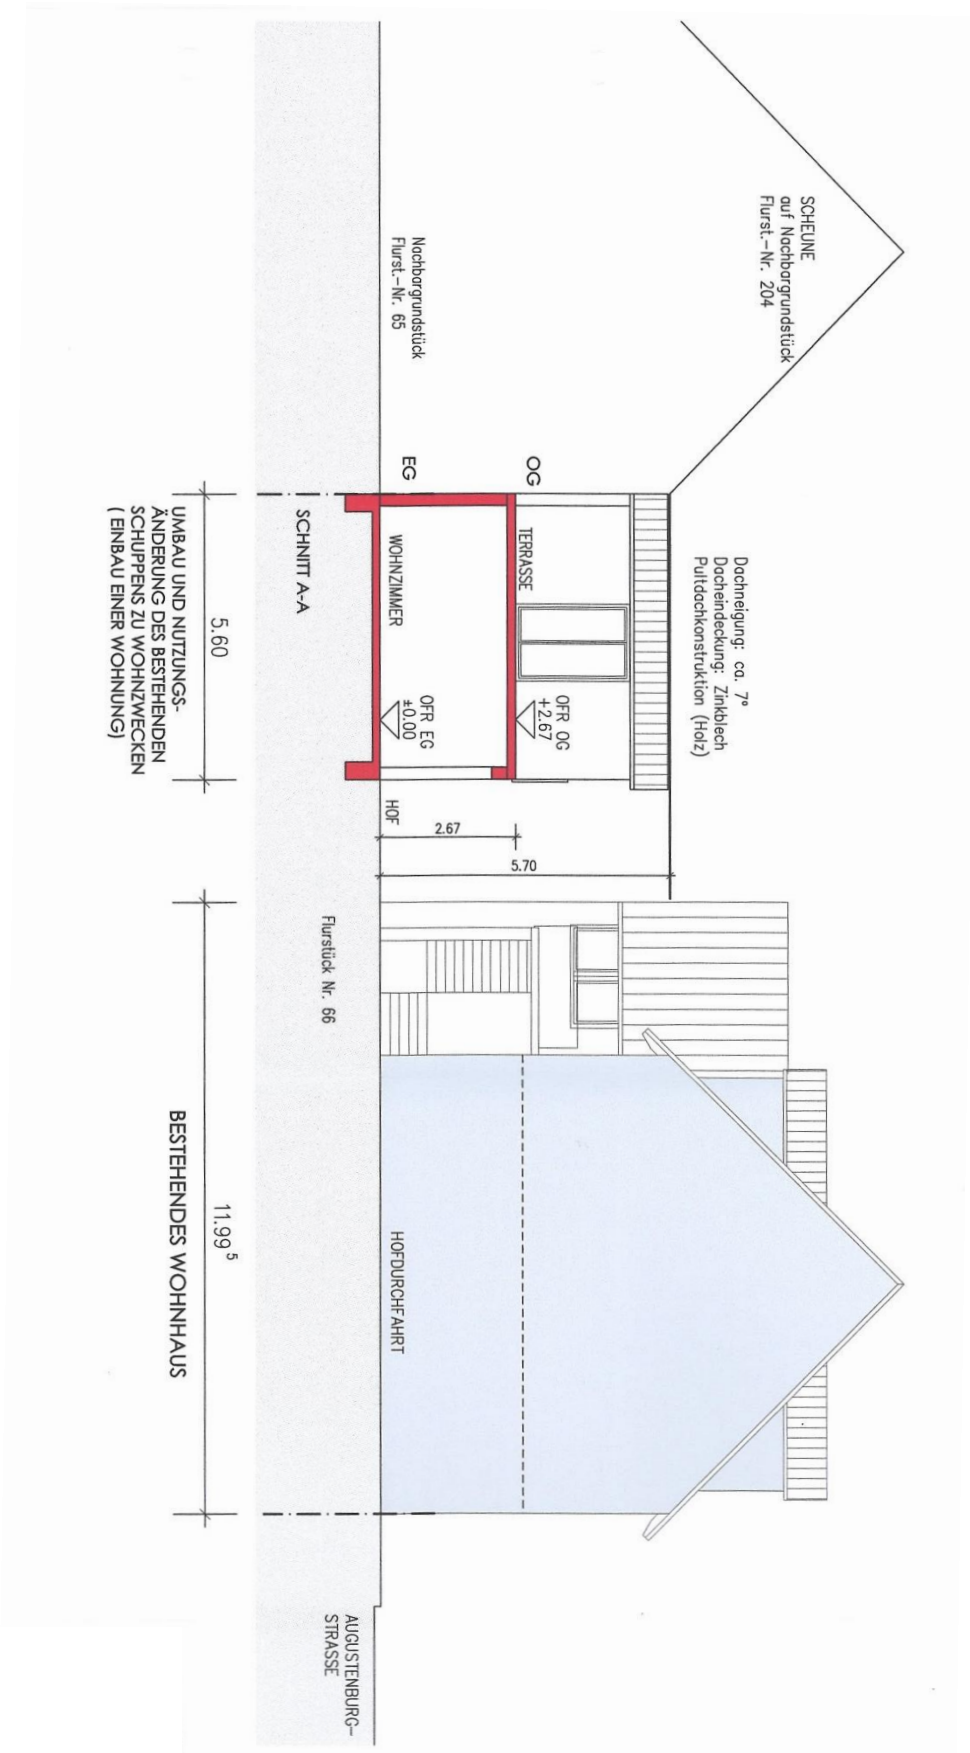 SCHEUNE
auf Nachbargrundstück
Flurst.-Nr. 204
Nachbargrundstück
Flurst.-Nr. 65
Dachneigung: ca. 7°
Dacheindeckung: Zinkblech
Pultdachkonstruktion (Holz)
OG
EG
TERRASSE
OFR OG
+2.67
WOHNZIMMER
OFR EG
±0.00
HOF
2.67
5.70
SCHNITT A-A
Flurstück Nr. 66
HOFDURCHFAHRT
AUGUSTENBURG-
STRASSE
5.60
11.99⁵
UMBAU UND NUTZUNGS-
ÄNDERUNG DES BESTEHENDEN
SCHUPPENS ZU WOHNZWECKEN
( EINBAU EINER WOHNUNG)
BESTEHENDES WOHNHAUS